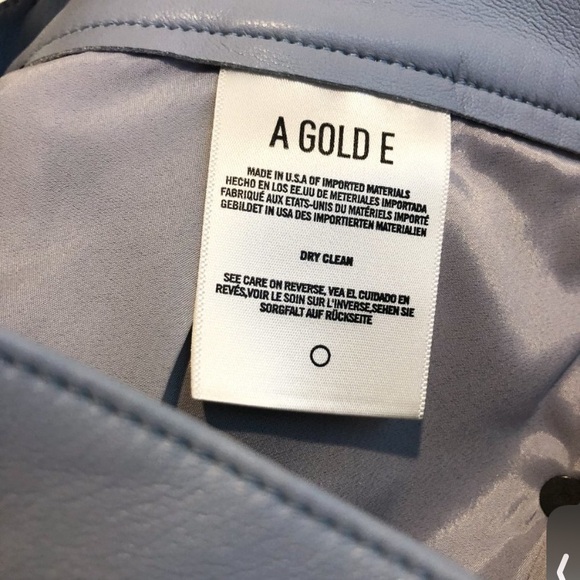 A GOLD E
MADE IN U.S.A OF IMPORTED MATERIALS
HECHO EN LOS EE.UU DE METERIALES IMPORTADA
FABRIQUÉ AUX ETATS-UNIS DU MATÉRIELS IMPORTÉ
GEBILDET IN USA DES IMPORTIERTEN MATERIALIEN
DRY CLEAN
SEE CARE ON REVERSE, VEA EL CUIDADO EN
REVÉS,VOIR LE SOIN SUR L'INVERSE,SEHEN SIE
SORGFALT AUF RÜCKSEITE